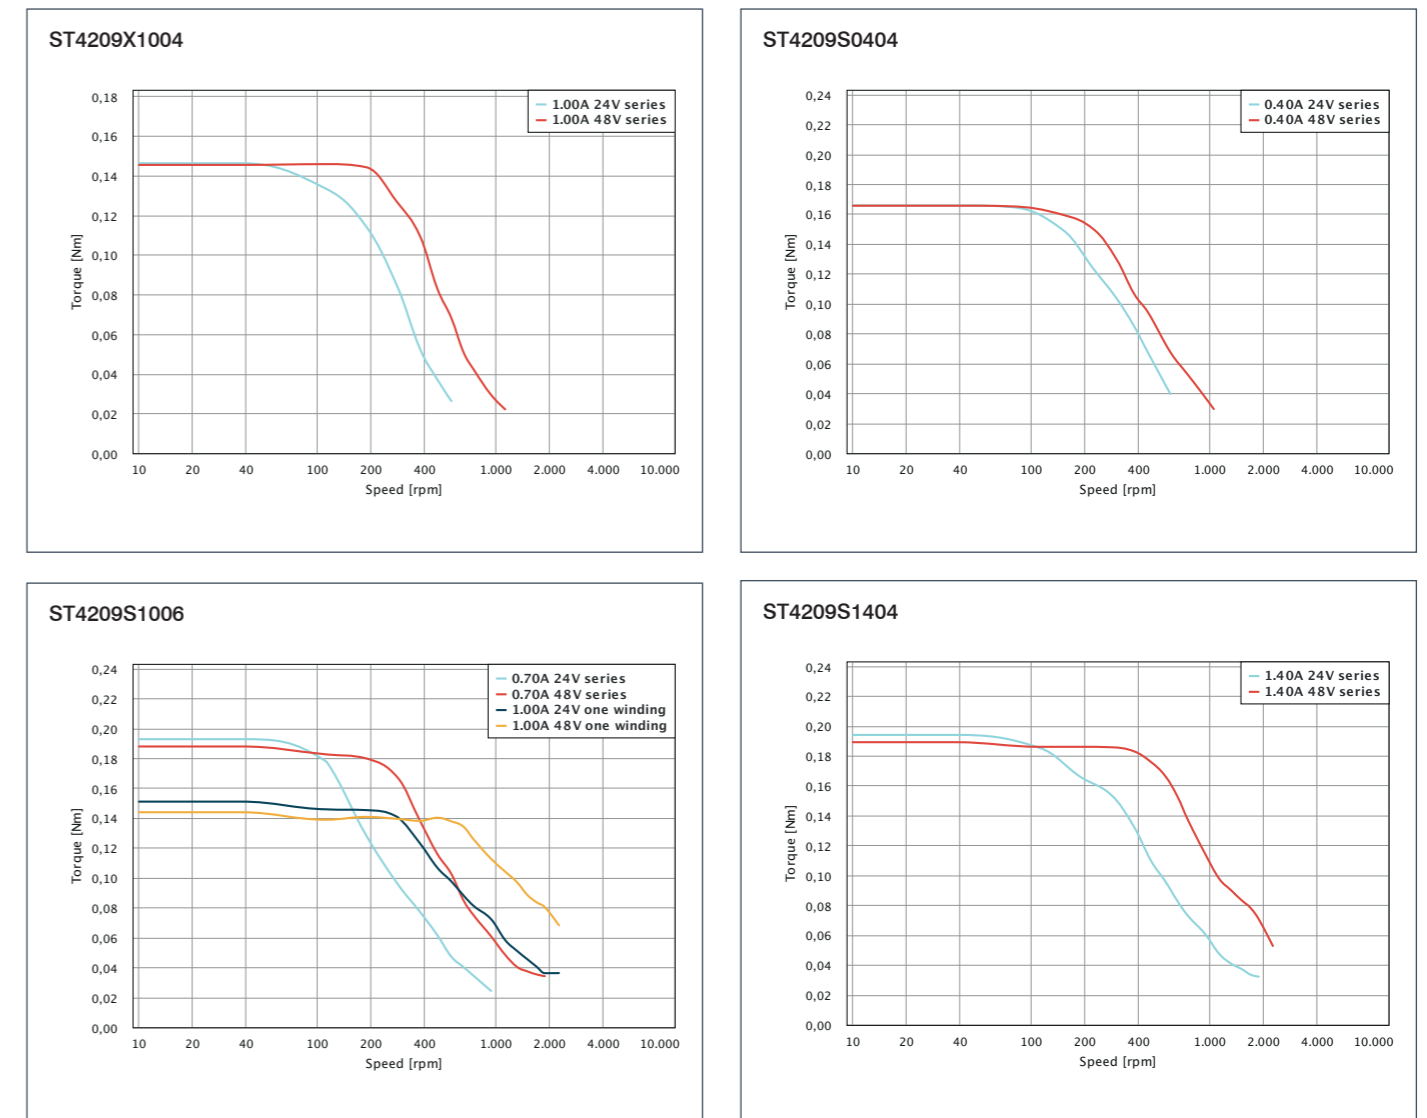 ST4209X1004
0,18
0,16
0,14
0,12
0,10
0,08
0,06
0,04
0,02
0,00
Torque [Nm]
1.00A 24V series
1.00A 48V series
10 20 40 100 200 400 1.000 2.000 4.000 10.000
Speed [rpm]
ST4209S0404
0,24
0,22
0,20
0,18
0,16
0,14
0,12
0,10
0,08
0,06
0,04
0,02
0,00
Torque [Nm]
0.40A 24V series
0.40A 48V series
10 20 40 100 200 400 1.000 2.000 4.000 10.000
Speed [rpm]
ST4209S1006
0,24
0,22
0,20
0,18
0,16
0,14
0,12
0,10
0,08
0,06
0,04
0,02
0,00
Torque [Nm]
0.70A 24V series
0.70A 48V series
1.00A 24V one winding
1.00A 48V one winding
10 20 40 100 200 400 1.000 2.000 4.000 10.000
Speed [rpm]
ST4209S1404
0,24
0,22
0,20
0,18
0,16
0,14
0,12
0,10
0,08
0,06
0,04
0,02
0,00
Torque [Nm]
1.40A 24V series
1.40A 48V series
10 20 40 100 200 400 1.000 2.000 4.000 10.000
Speed [rpm]